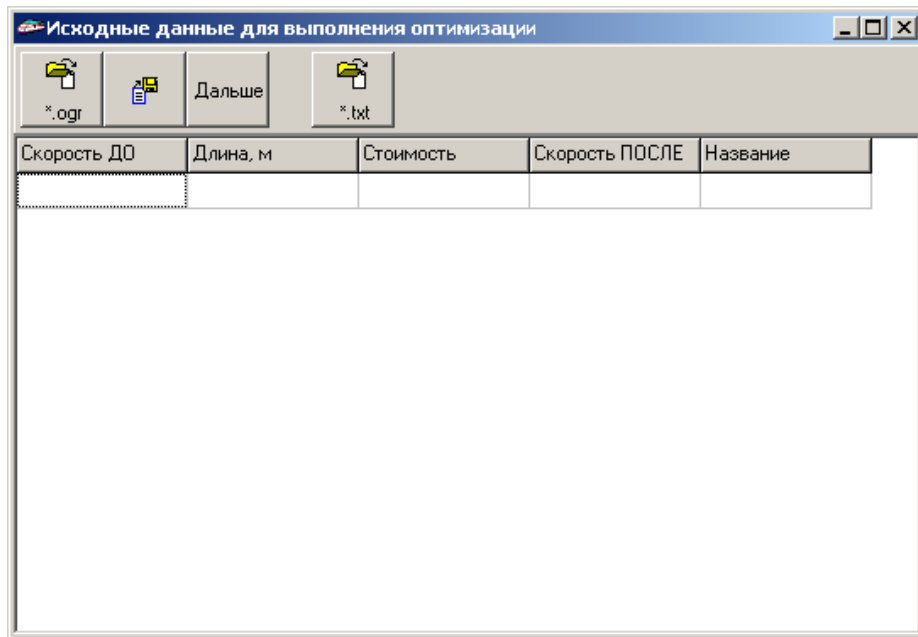 Исходные данные для выполнения оптимизации
*.ogr
Дальше
*.txt
Скорость ДО
Длина, м
Стоимость
Скорость ПОСЛЕ
Название